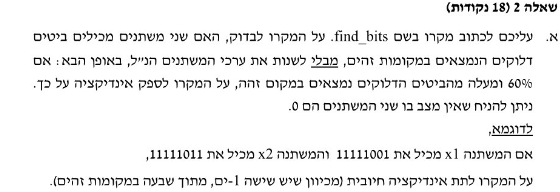 שאלה 2 (18 נקודות)
א. עליכם לכתוב מקרו בשם find_bits. על המקרו לבדוק, האם שני משתנים מכילים ביטים
דלוקים הנמצאים במקומות זהים, מבלי לשנות את ערכי המשתנים הנ"ל, באופן הבא: אם
60% ומעלה מהביטים הדלוקים נמצאים במקום זהה, על המקרו לספק אינדיקציה על כך.
ניתן להניח שאין מצב בו שני המשתנים הם 0.
לדוגמא,
אם המשתנה x1 מכיל את 11111001 והמשתנה x2 מכיל את 11111011,
על המקרו לתת אינדיקציה חיובית (מכיוון שיש שישה 1-ים, מתוך שבעה במקומות זהים).